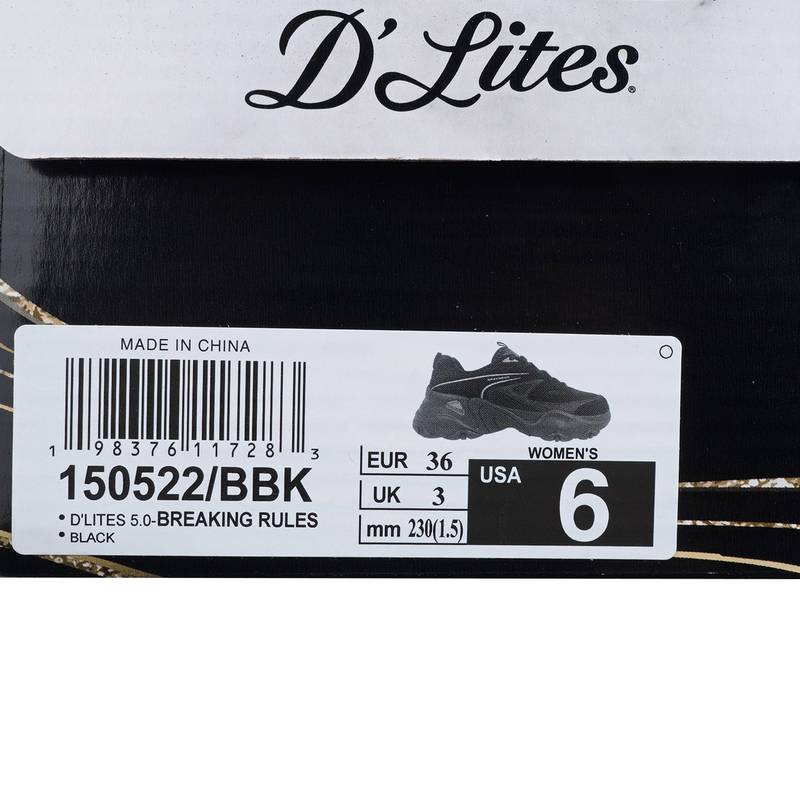 D'Lites®
MADE IN CHINA
1 98376 11728 3
150522/BBK
• D'LITES 5.0-BREAKING RULES
• BLACK
EUR 36
UK 3
mm 230(1.5)
WOMEN'S
USA 6